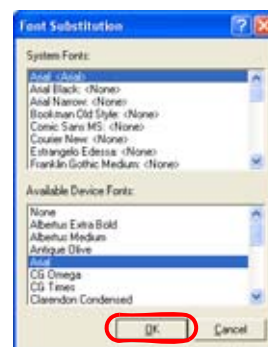 Font Substitution
System Fonts:
Arial: <Arial>
Arial Black: <None>
Arial Narrow: <None>
Bookman Old Style: <None>
Comic Sans MS: <None>
Courier New: <None>
Estrangelo Edessa: <None>
Franklin Gothic Medium: <None>
Available Device Fonts:
None
Albertus Extra Bold
Albertus Medium
Antique Olive
Arial
CG Omega
CG Times
Clarendon Condensed
OK Cancel